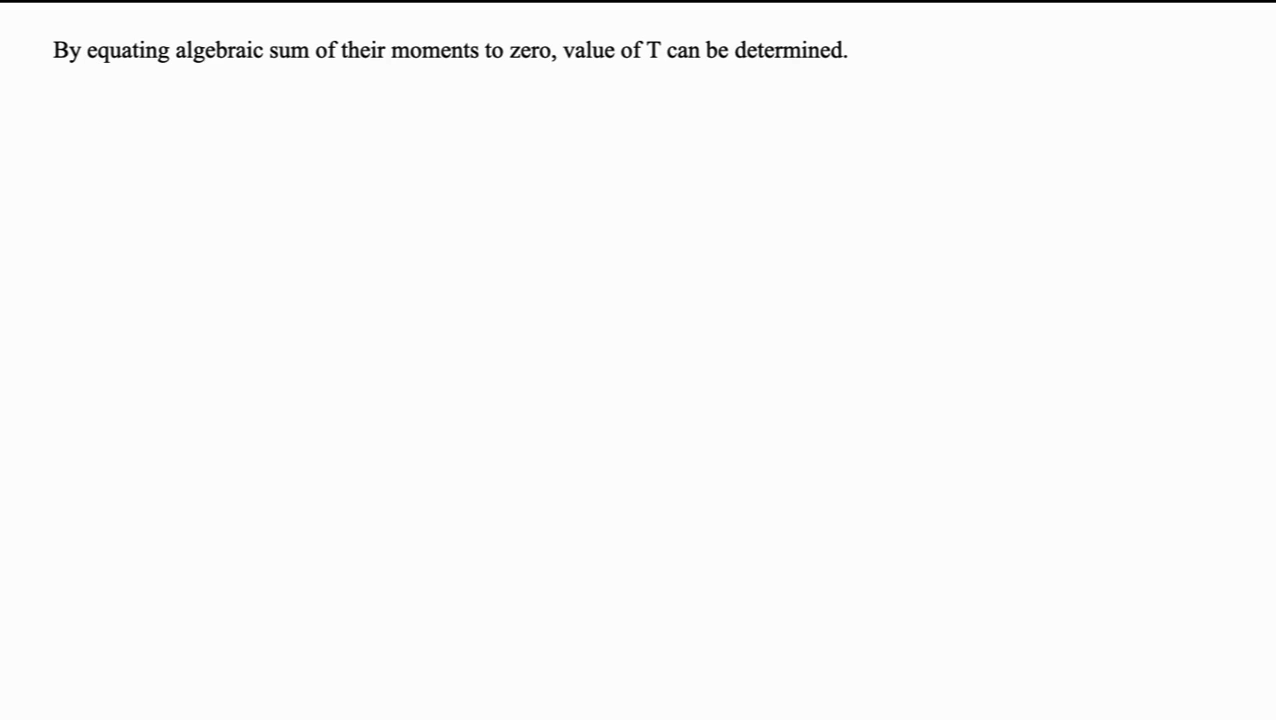 By equating algebraic sum of their moments to zero, value of T can be determined.